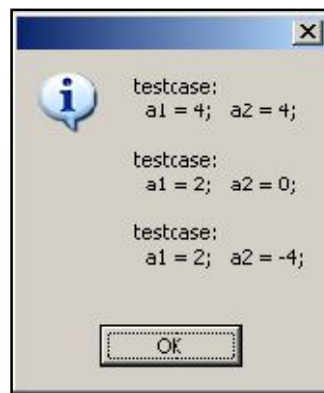 testcase:
a1 = 4; a2 = 4;
testcase:
a1 = 2; a2 = 0;
testcase:
a1 = 2; a2 = -4;
OK